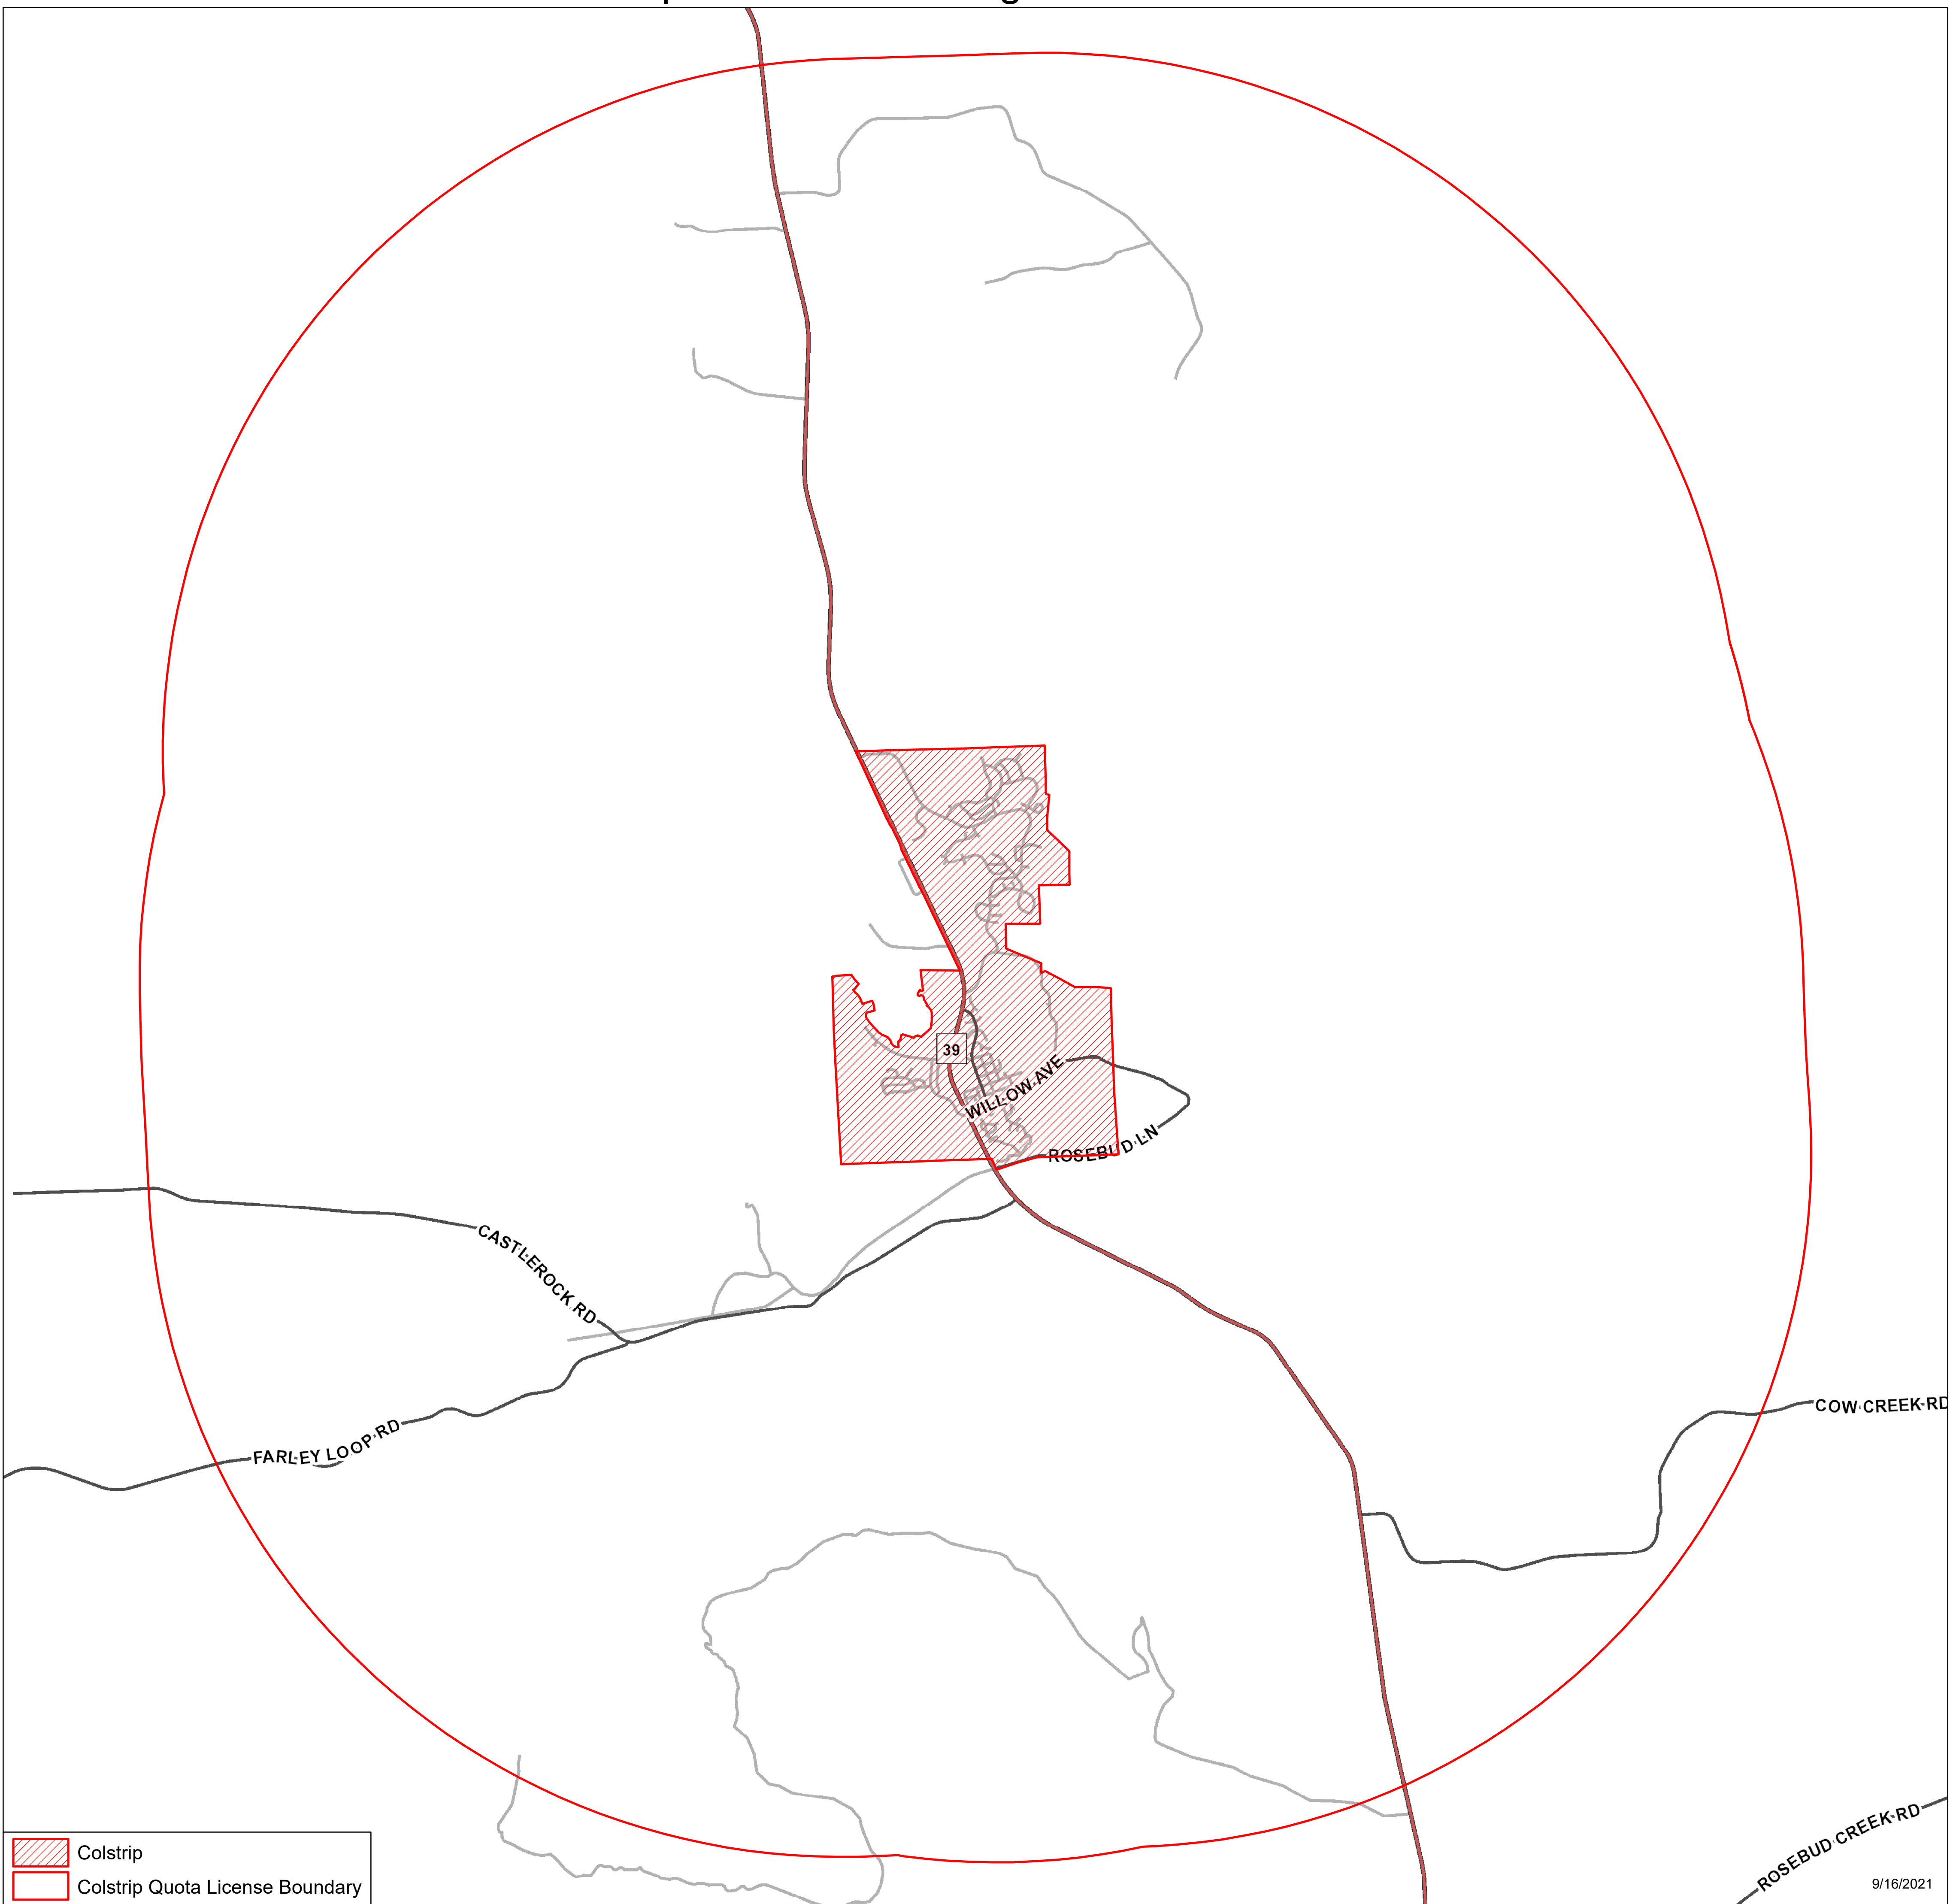 39
WILLOW AVE
ROSEBUD LN
CASTLEROCK RD
FARLEY LOOP RD
COW CREEK RD
ROSEBUD CREEK RD
Colstrip
Colstrip Quota License Boundary
9/16/2021